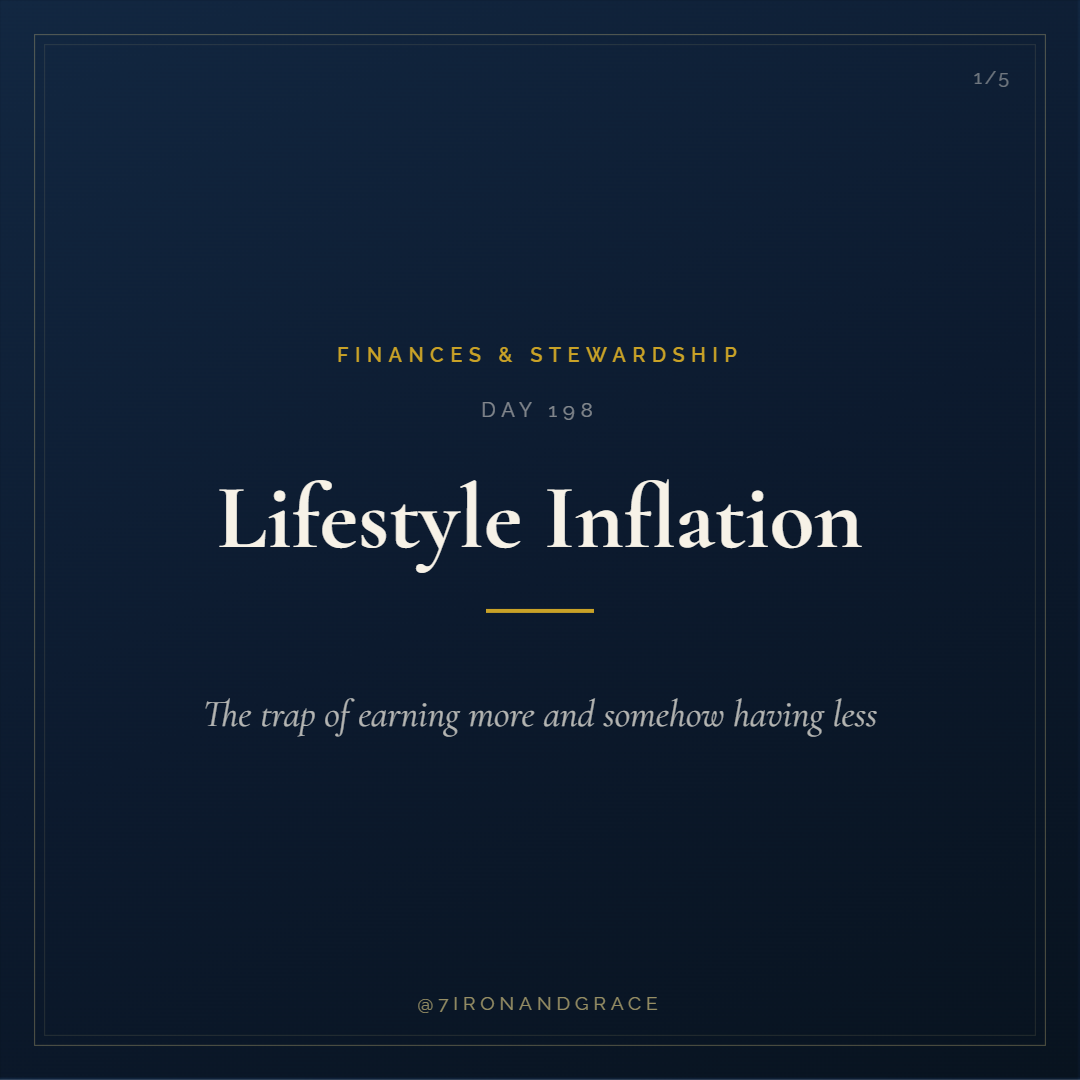 1/5
FINANCES & STEWARDSHIP
DAY 198
Lifestyle Inflation
The trap of earning more and somehow having less
@7IRONANDGRACE